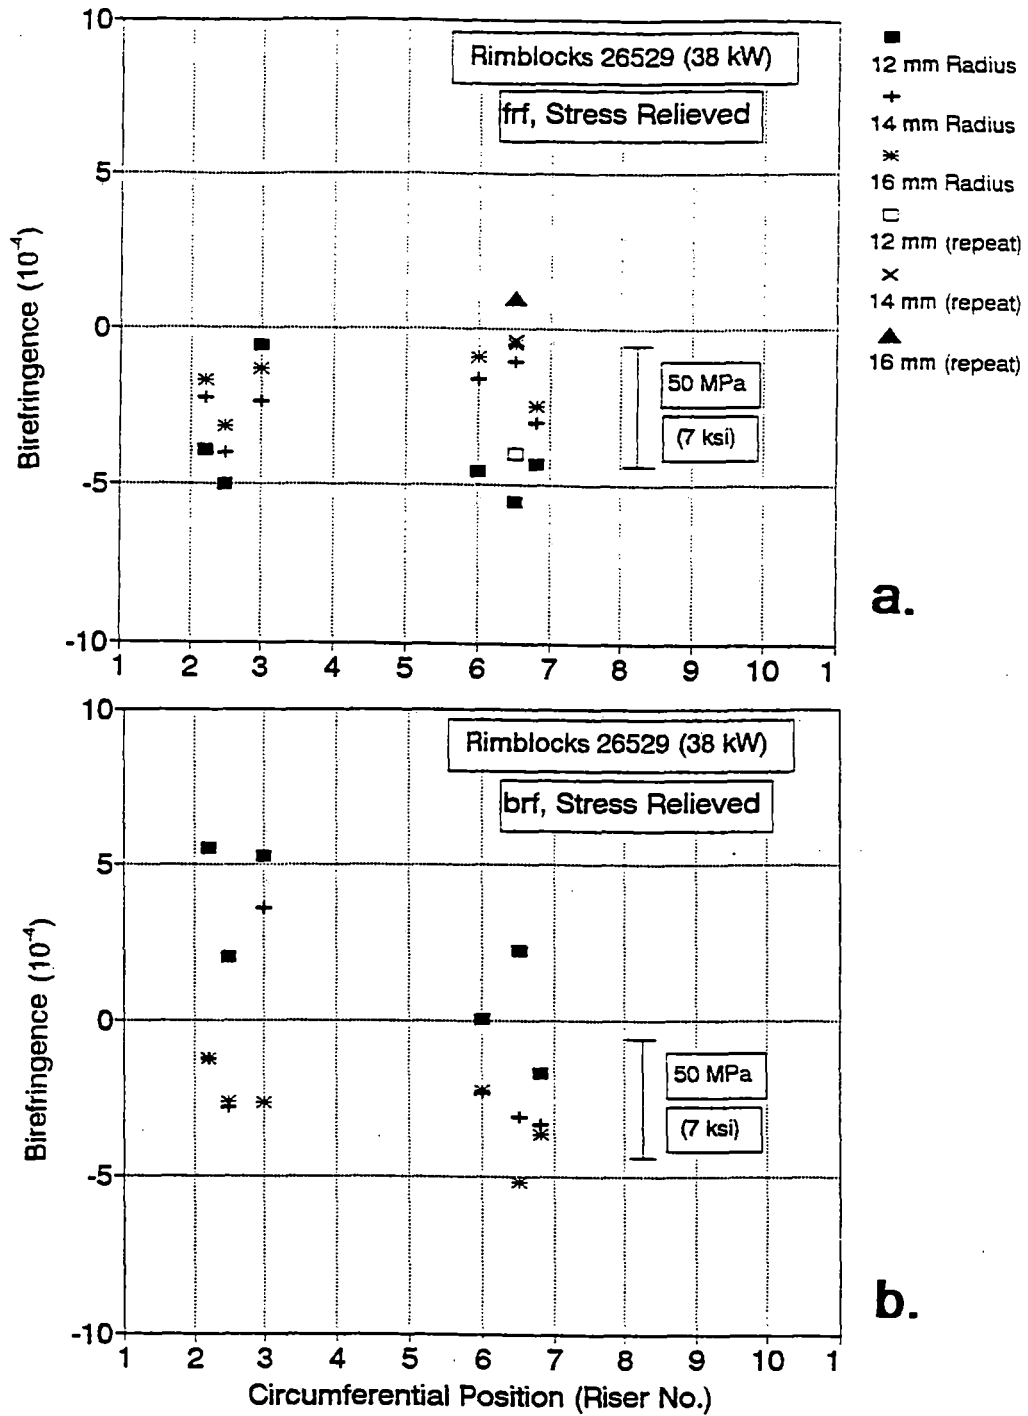 10
5
0
-5
-10
Birefringence (10⁻⁴)
Rimblocks 26529 (38 kW)
frf, Stress Relieved
50 MPa
(7 ksi)
1 2 3 4 5 6 7 8 9 10 1
12 mm Radius
14 mm Radius
16 mm Radius
12 mm (repeat)
14 mm (repeat)
16 mm (repeat)
a.
10
5
0
-5
-10
Birefringence (10⁻⁴)
Rimblocks 26529 (38 kW)
brf, Stress Relieved
50 MPa
(7 ksi)
1 2 3 4 5 6 7 8 9 10 1
Circumferential Position (Riser No.)
b.